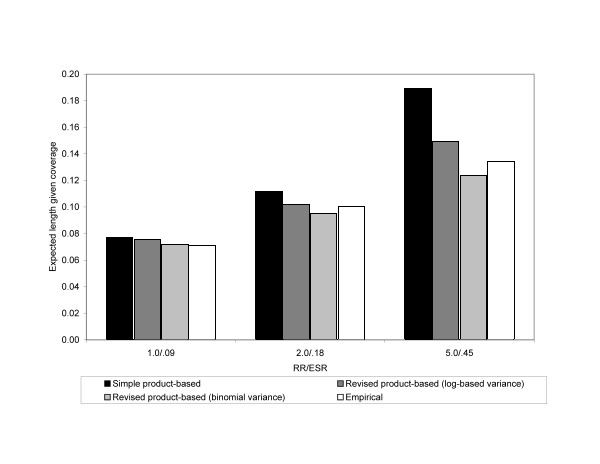 0.20
0.18
0.16
0.14
0.12
0.10
0.08
0.06
0.04
0.02
0.00
Expected length given coverage
1.0/.09 2.0/.18 5.0/.45
RR/ESR
Simple product-based Revised product-based (log-based variance)
Revised product-based (binomial variance) Empirical